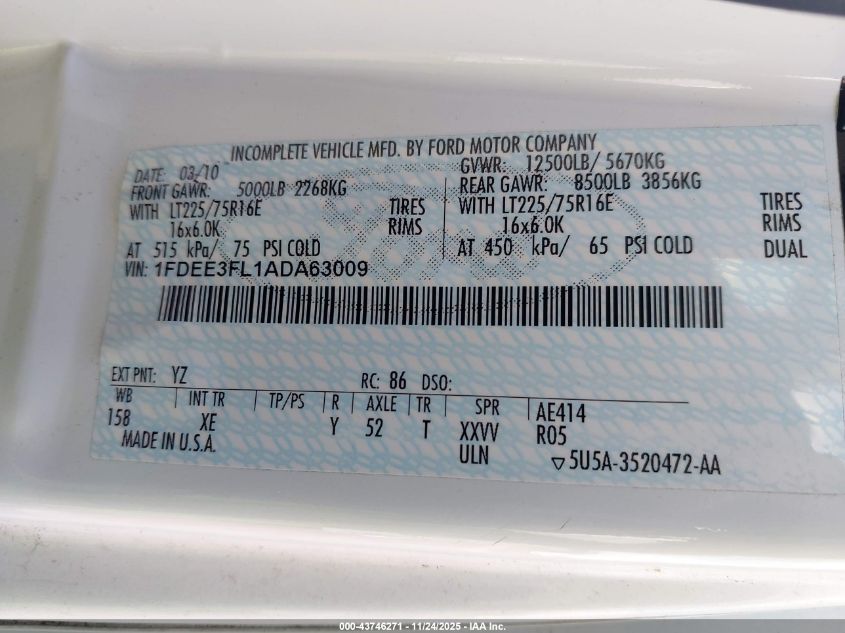 INCOMPLETE VEHICLE MFD. BY FORD MOTOR COMPANY
DATE: 03/10 GVWR: 12500LB/ 5670KG
FRONT GAWR: 5000LB 2268KG REAR GAWR: 8500LB 3856KG
WITH LT225/75R16E TIRES WITH LT225/75R16E TIRES
16x6.0K RIMS 16x6.0K RIMS
AT 515 kPa/ 75 PSI COLD AT 450 kPa/ 65 PSI COLD DUAL
VIN: 1FDEE3FL1ADA63009
EXT PNT: YZ RC: 86 DSO:
WB INT TR TP/PS R AXLE TR SPR AE414
158 XE Y 52 T XXVV R05
MADE IN U.S.A. ULN 5U5A-3520472-AA
000-43746271 - 11/24/2025 - IAA Inc.